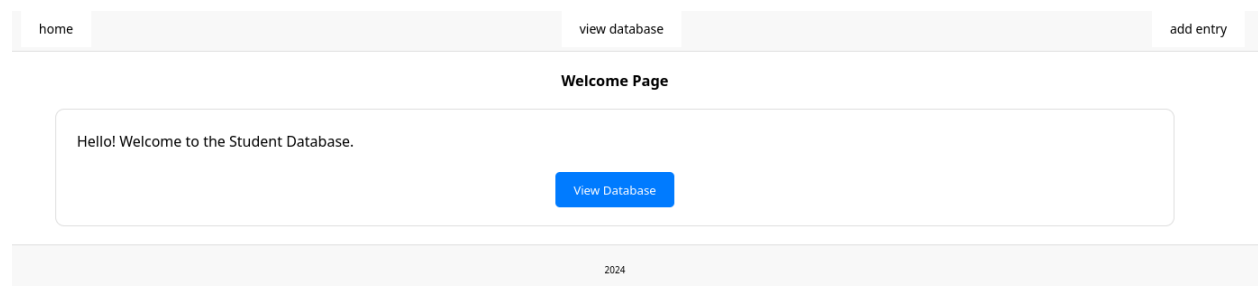 home view database add entry
Welcome Page
Hello! Welcome to the Student Database.
View Database
2024